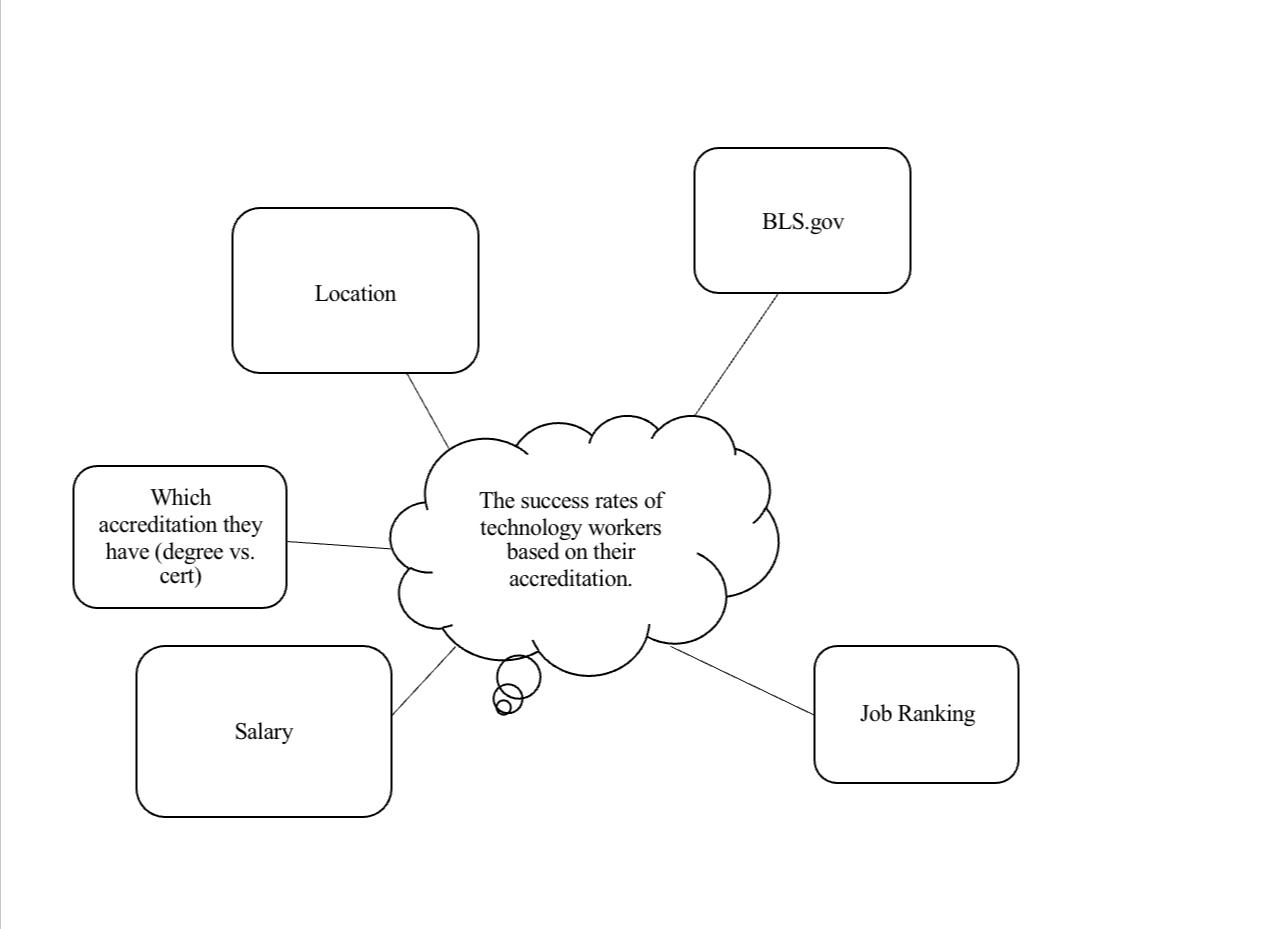 BLS.gov
Location
Which
accreditation they
have (degree vs.
cert)
The success rates of
technology workers
based on their
accreditation.
Salary
Job Ranking